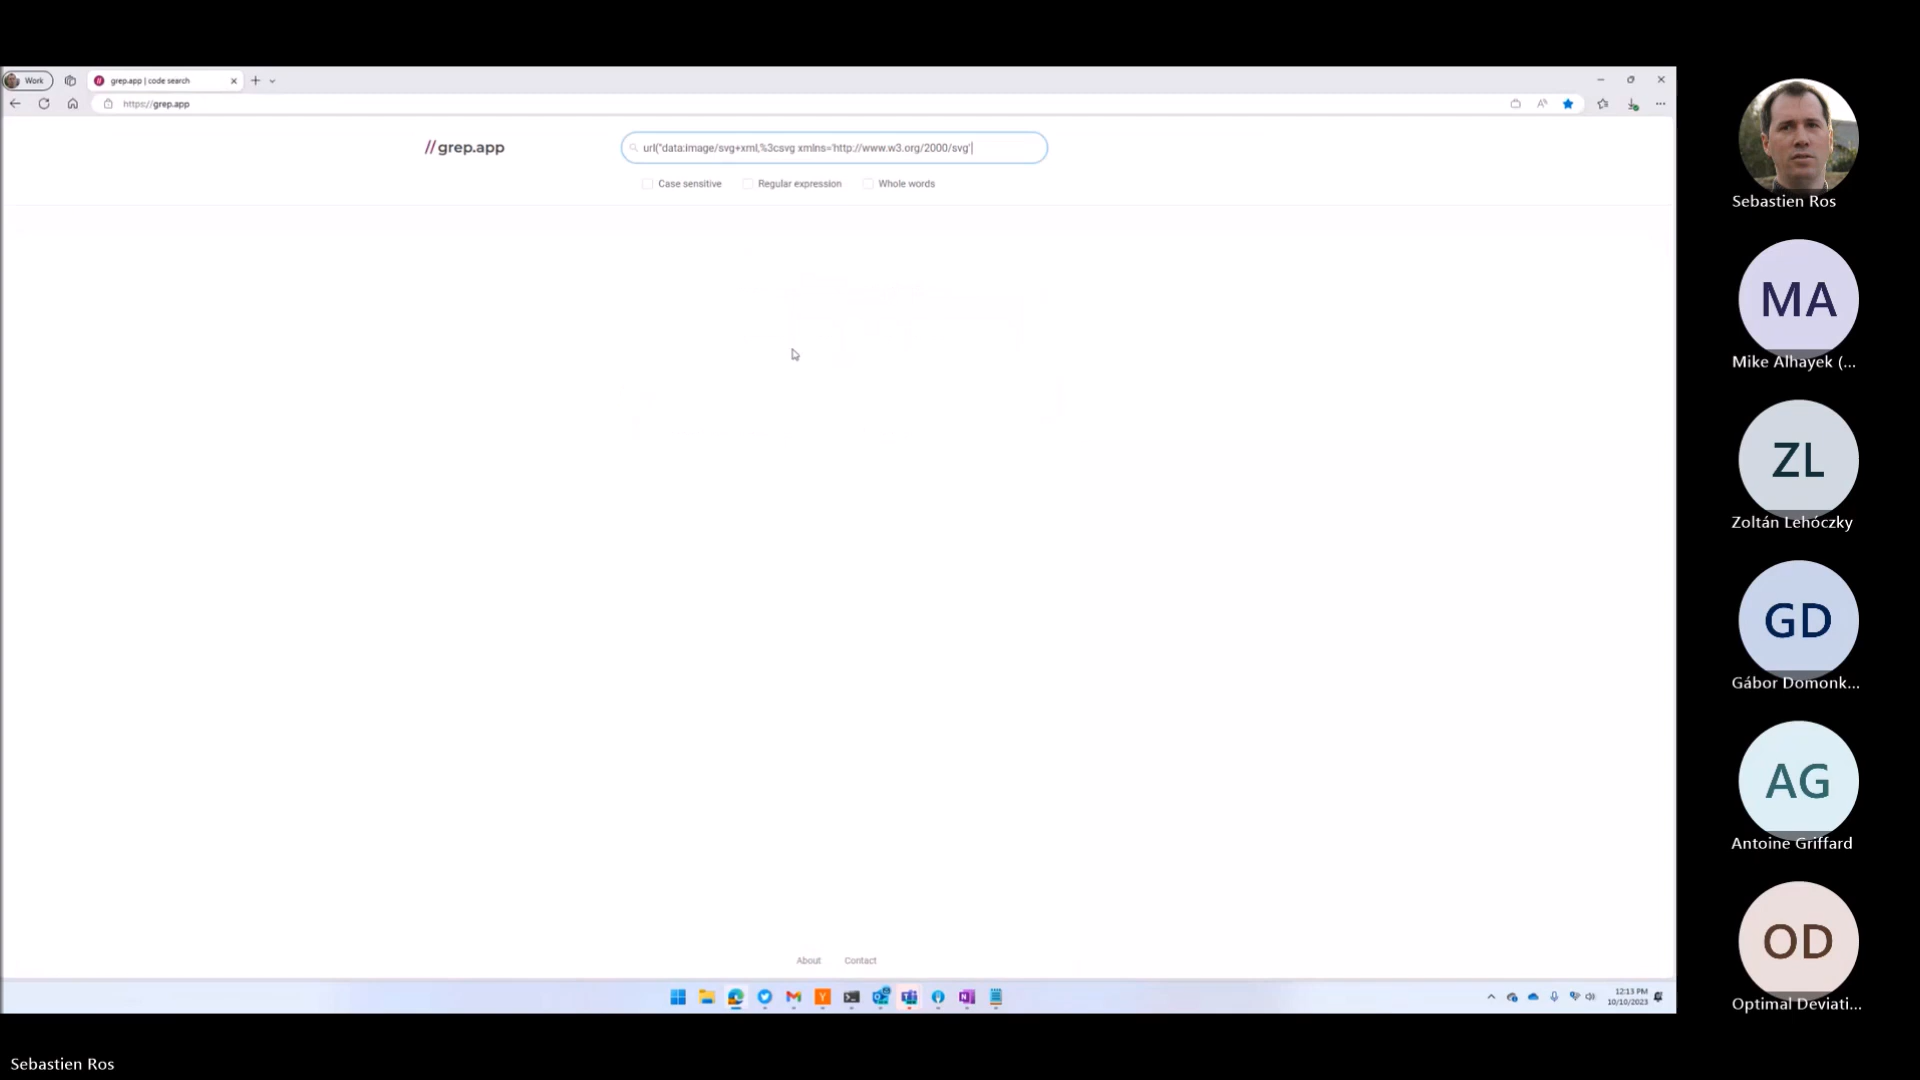 Work
grep.app | code search
https://grep.app
//grep.app
url("data:image/svg+xml,%3csvg xmlns='http://www.w3.org/2000/svg'
Case sensitive
Regular expression
Whole words
About
Contact
12:13 PM
10/10/2023
Sebastien Ros
MA
Mike Alhayek (...
ZL
Zoltán Lehóczky
GD
Gábor Domonk...
AG
Antoine Griffard
OD
Optimal Deviati...
Sebastien Ros